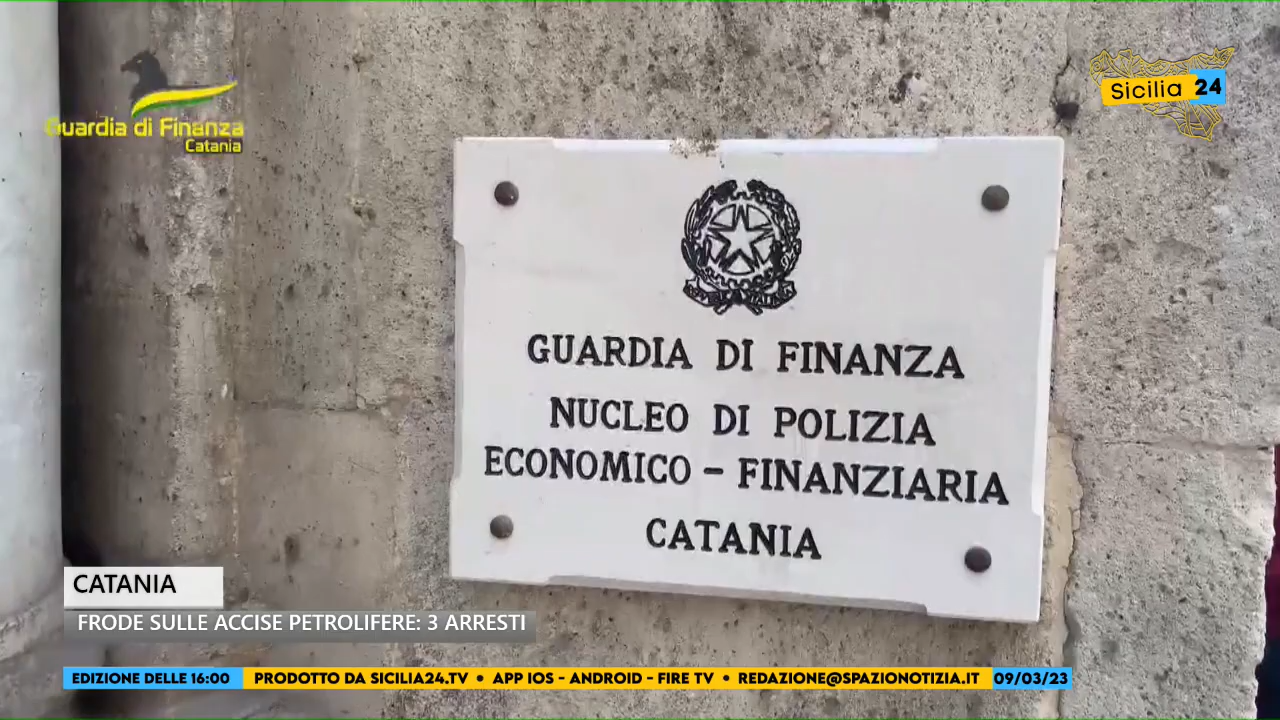 Guardia di Finanza
Catania
Sicilia 24
GUARDIA DI FINANZA
NUCLEO DI POLIZIA
ECONOMICO - FINANZIARIA
CATANIA
CATANIA
FRODE SULLE ACCISE PETROLIFERE: 3 ARRESTI
EDIZIONE DELLE 16:00 PRODOTTO DA SICILIA24.TV • APP IOS - ANDROID - FIRE TV • REDAZIONE@SPAZIONOTIZIA.IT 09/03/23